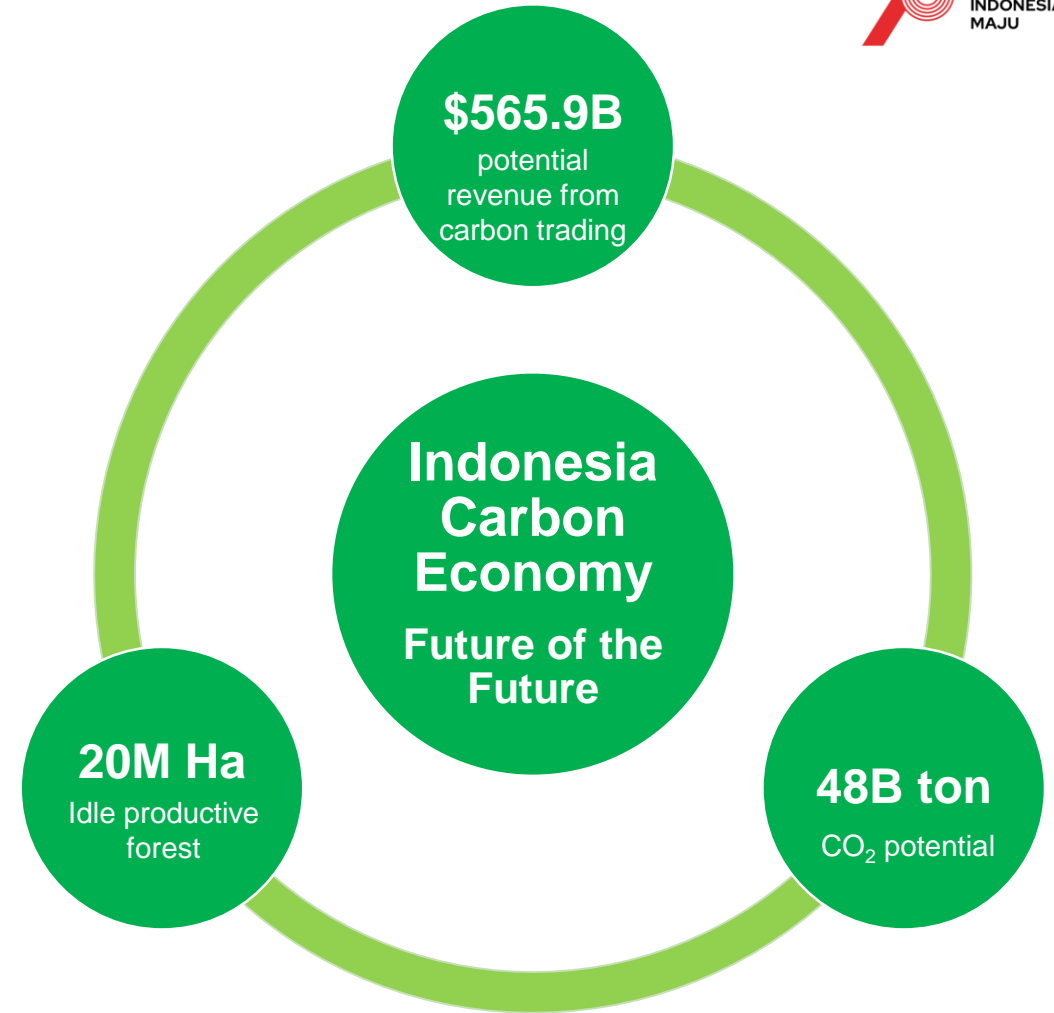 INDONESIA
MAJU
$565.9B
potential
revenue from
carbon trading
Indonesia
Carbon
Economy
Future of the
Future
20M Ha
Idle productive
forest
48B ton
CO₂ potential